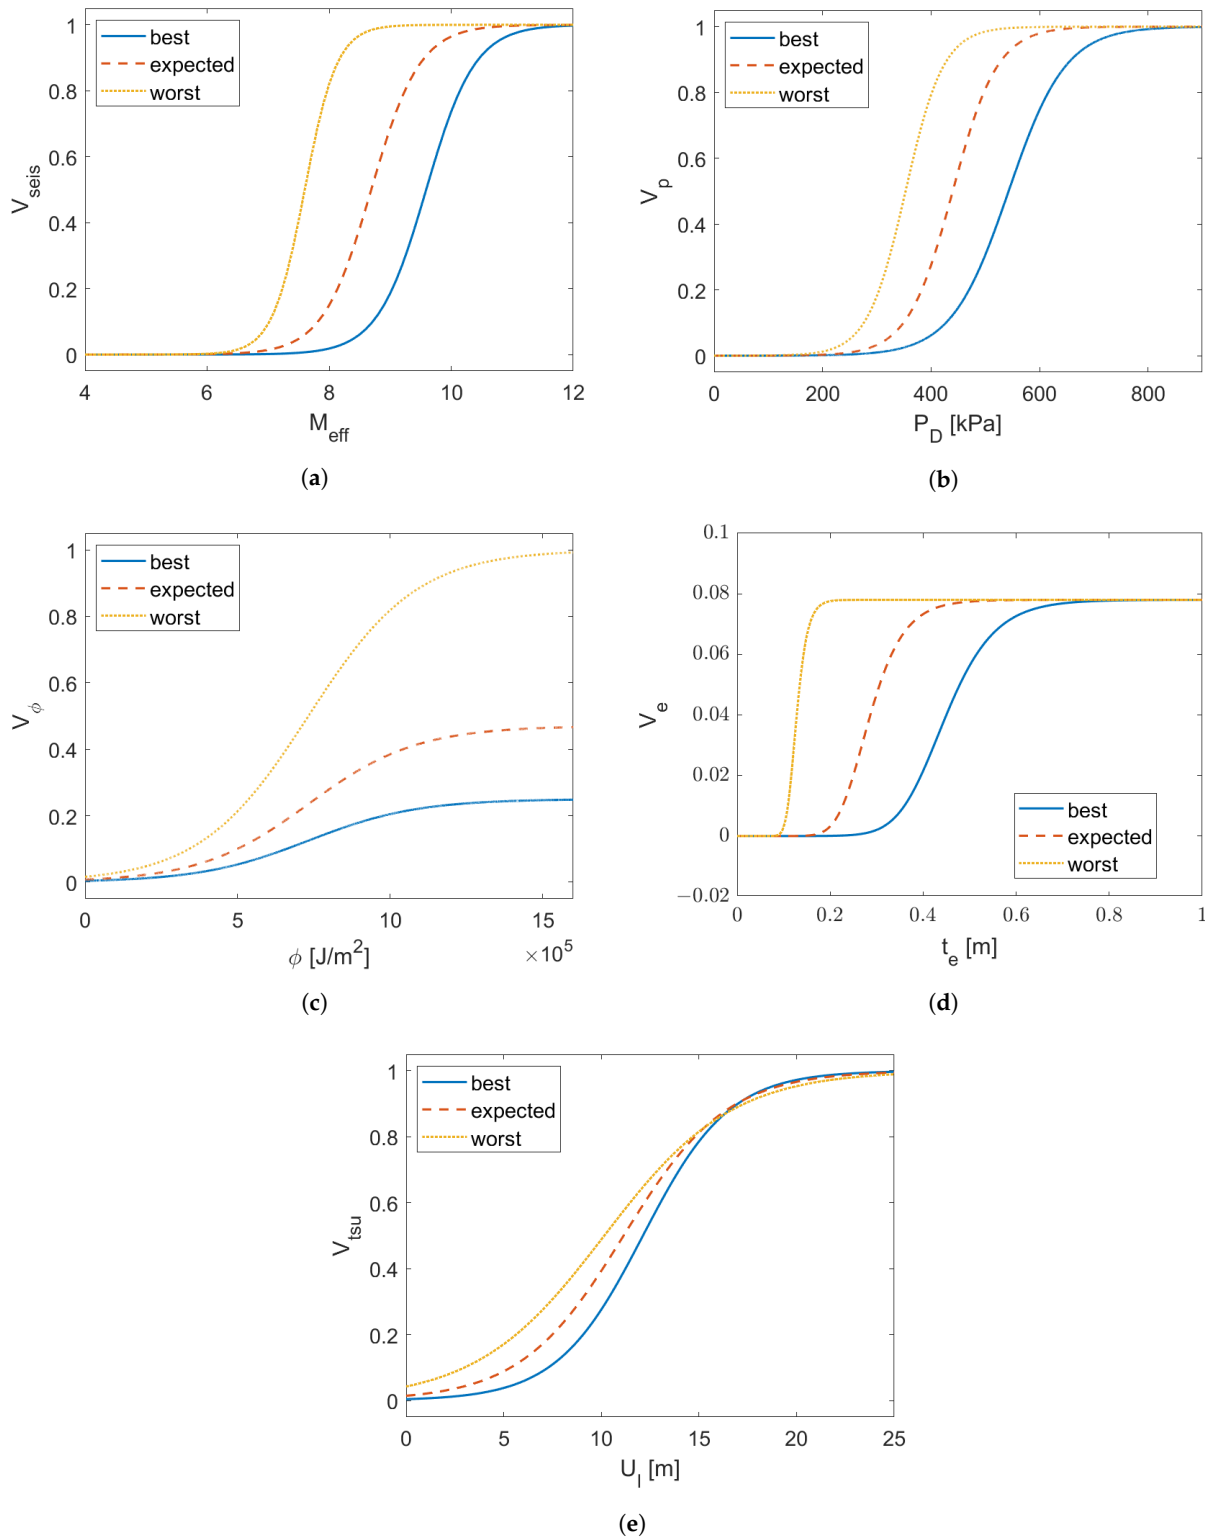 best
expected
worst
1
0.8
0.6
0.4
0.2
0
V_seis
4 6 8 10 12
M_eff
(a)
best
expected
worst
1
0.8
0.6
0.4
0.2
0
V_p
0 200 400 600 800
P_D [kPa]
(b)
best
expected
worst
1
0.8
0.6
0.4
0.2
0
V_ϕ
0 5 10 15
×10^5
ϕ [J/m^2]
(c)
0.1
0.08
0.06
0.04
0.02
0
−0.02
V_e
best
expected
worst
0 0.2 0.4 0.6 0.8 1
t_e [m]
(d)
best
expected
worst
1
0.8
0.6
0.4
0.2
0
V_tsu
0 5 10 15 20 25
U_l [m]
(e)